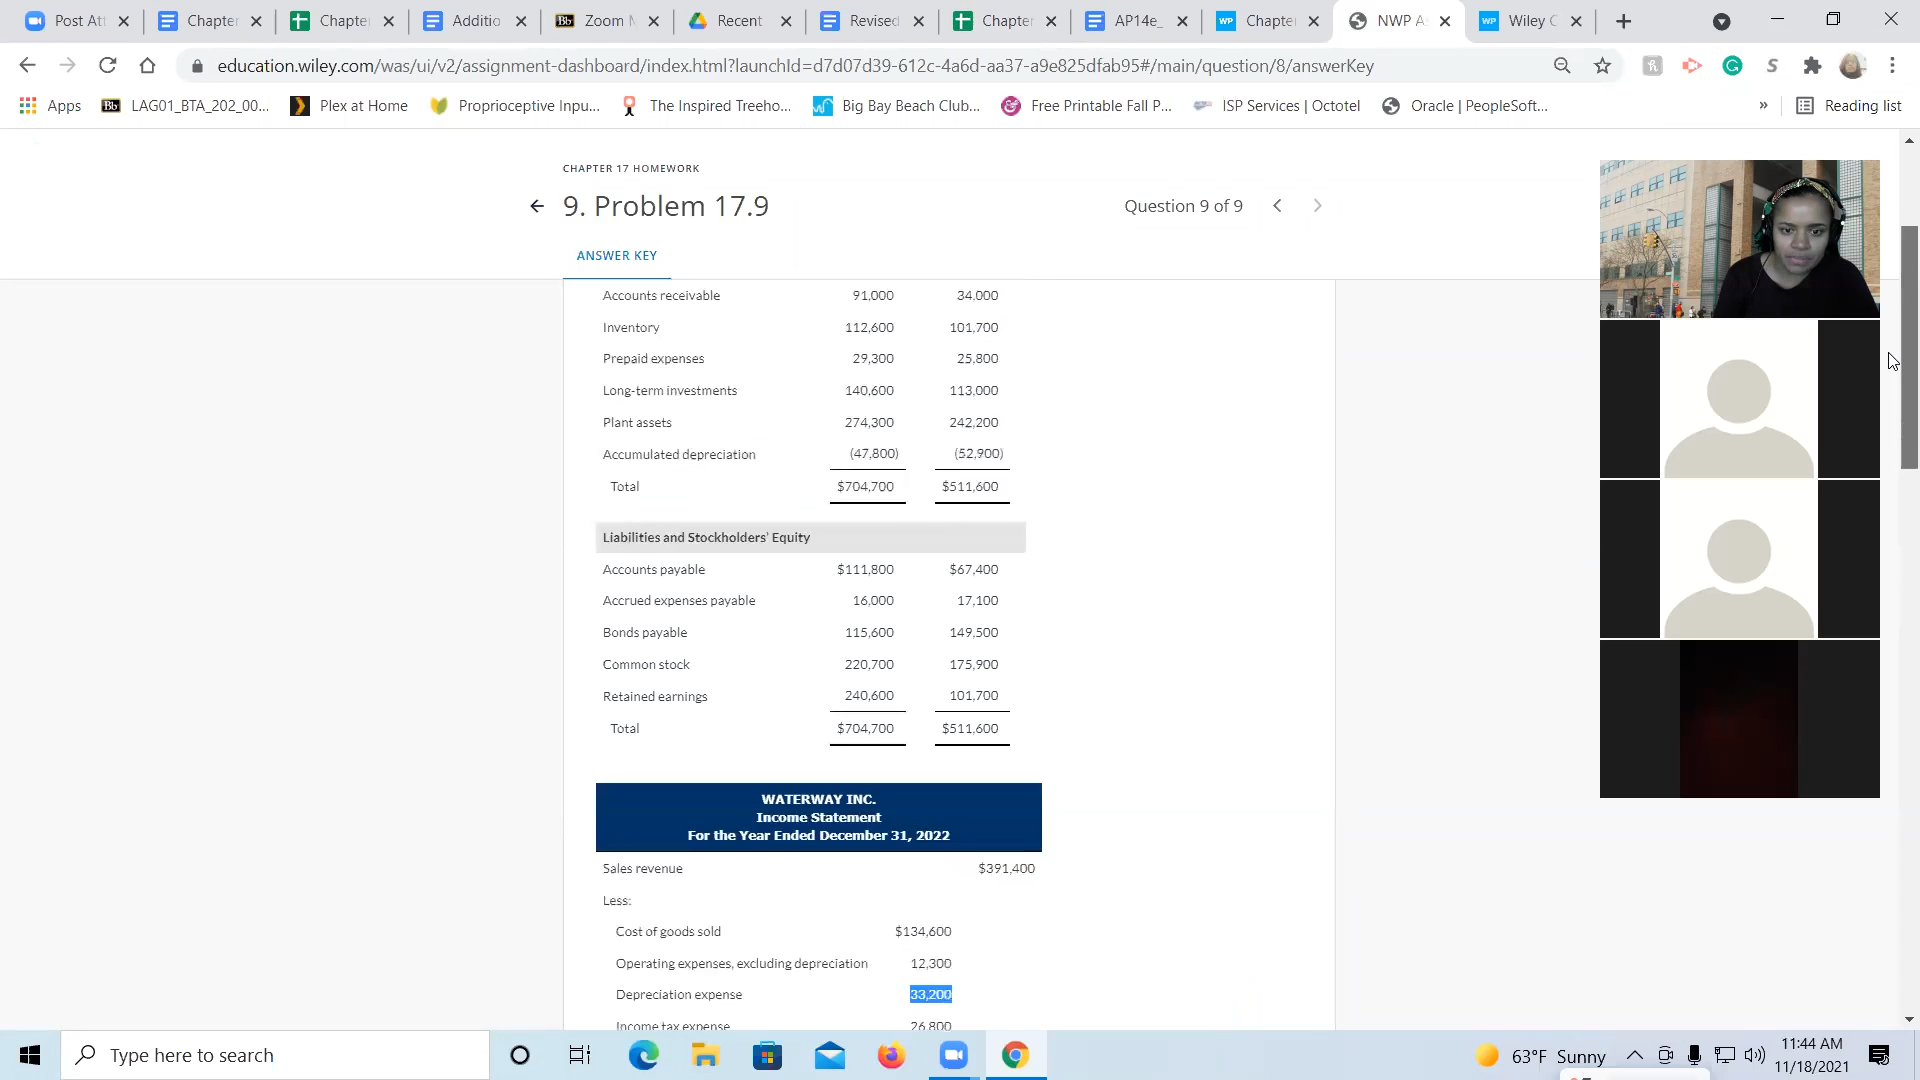 Post Att
Chapter
Chapte
Additio
Bb
Zoom M
Recent
Revised
Chapter
AP14e_
WP
Chapte
NWP A
WP
Wiley C
education.wiley.com/was/ui/v2/assignment-dashboard/index.html?launchId=d7d07d39-612c-4a6d-aa37-a9e825dfab95#/main/question/8/answerKey
Apps
Bb
LAG01_BTA_202_00...
Plex at Home
Proprioceptive Inpu...
The Inspired Treeho...
Big Bay Beach Club...
Free Printable Fall P...
ISP Services | Octotel
Oracle | PeopleSoft...
»
Reading list
CHAPTER 17 HOMEWORK
9. Problem 17.9
Question 9 of 9
ANSWER KEY
Accounts receivable 91,000 34,000
Inventory 112,600 101,700
Prepaid expenses 29,300 25,800
Long-term investments 140,600 113,000
Plant assets 274,300 242,200
Accumulated depreciation (47,800) (52,900)
Total $704,700 $511,600
Liabilities and Stockholders' Equity
Accounts payable $111,800 $67,400
Accrued expenses payable 16,000 17,100
Bonds payable 115,600 149,500
Common stock 220,700 175,900
Retained earnings 240,600 101,700
Total $704,700 $511,600
WATERWAY INC.
Income Statement
For the Year Ended December 31, 2022
Sales revenue $391,400
Less:
Cost of goods sold $134,600
Operating expenses, excluding depreciation 12,300
Depreciation expense 33,200
Income tax expense 26,800
Type here to search
63°F Sunny
11:44 AM
11/18/2021